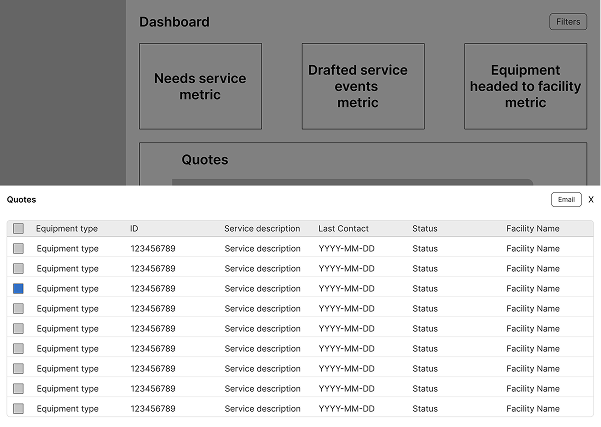 Dashboard
Filters
Needs service
metric
Drafted service
events
metric
Equipment
headed to facility
metric
Quotes
Quotes
Email X
Equipment type ID Service description Last Contact Status Facility Name
Equipment type 123456789 Service description YYYY-MM-DD Status Facility Name
Equipment type 123456789 Service description YYYY-MM-DD Status Facility Name
Equipment type 123456789 Service description YYYY-MM-DD Status Facility Name
Equipment type 123456789 Service description YYYY-MM-DD Status Facility Name
Equipment type 123456789 Service description YYYY-MM-DD Status Facility Name
Equipment type 123456789 Service description YYYY-MM-DD Status Facility Name
Equipment type 123456789 Service description YYYY-MM-DD Status Facility Name
Equipment type 123456789 Service description YYYY-MM-DD Status Facility Name
Equipment type 123456789 Service description YYYY-MM-DD Status Facility Name